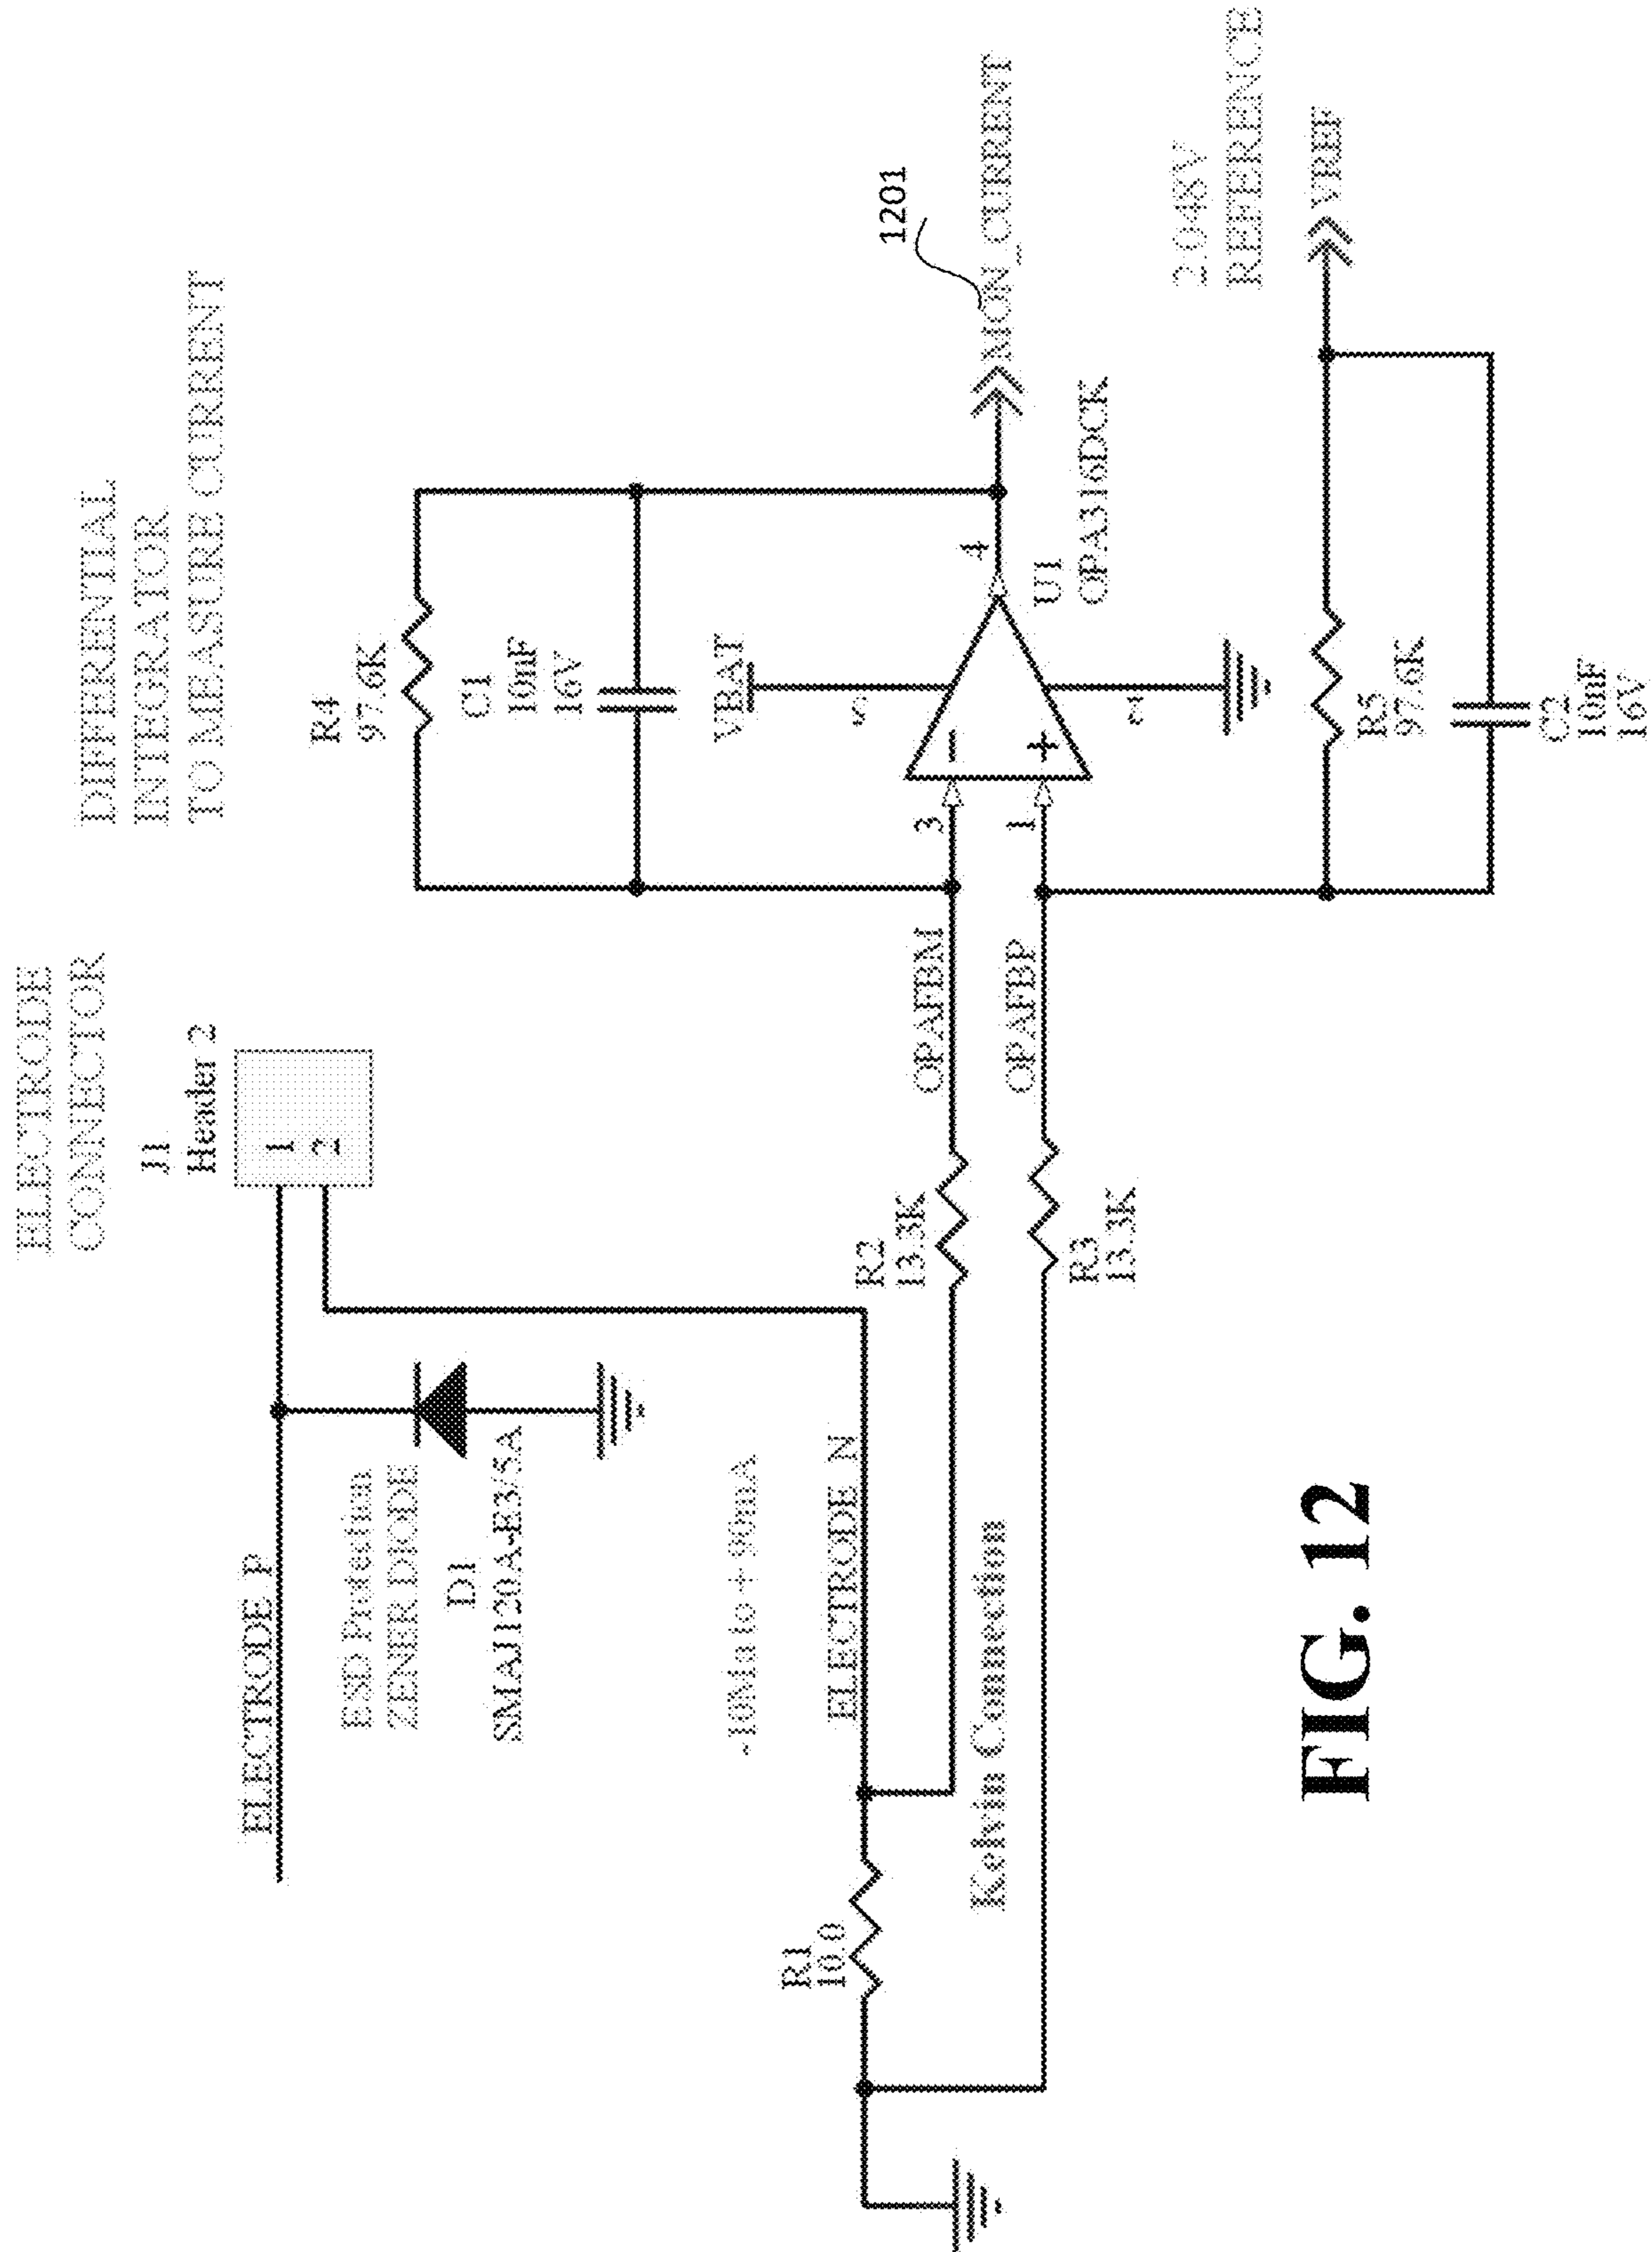 ELECTRODE
CONNECTOR
J1
Header 2
1
2
DIFFERENTIAL
INTEGRATOR
TO MEASURE CURRENT
ELECTRODE_P
ESD Protection
ZENER DIODE
D1
SMAJ120A-E3/5A
R4
97.6K
C1
10nF
16V
VBAT
-10Ma to + 90mA
ELECTRODE_N
R1
10.0
Kelvin Connection
R2
13.3K
OPAFBM
3
OPAFBP
1
R3
13.3K
5
2
4
U1
OPA316DCK
MON_CURRENT
1201
2.048V
REFERENCE
VREF
R5
97.6K
C2
10nF
16V
FIG. 12